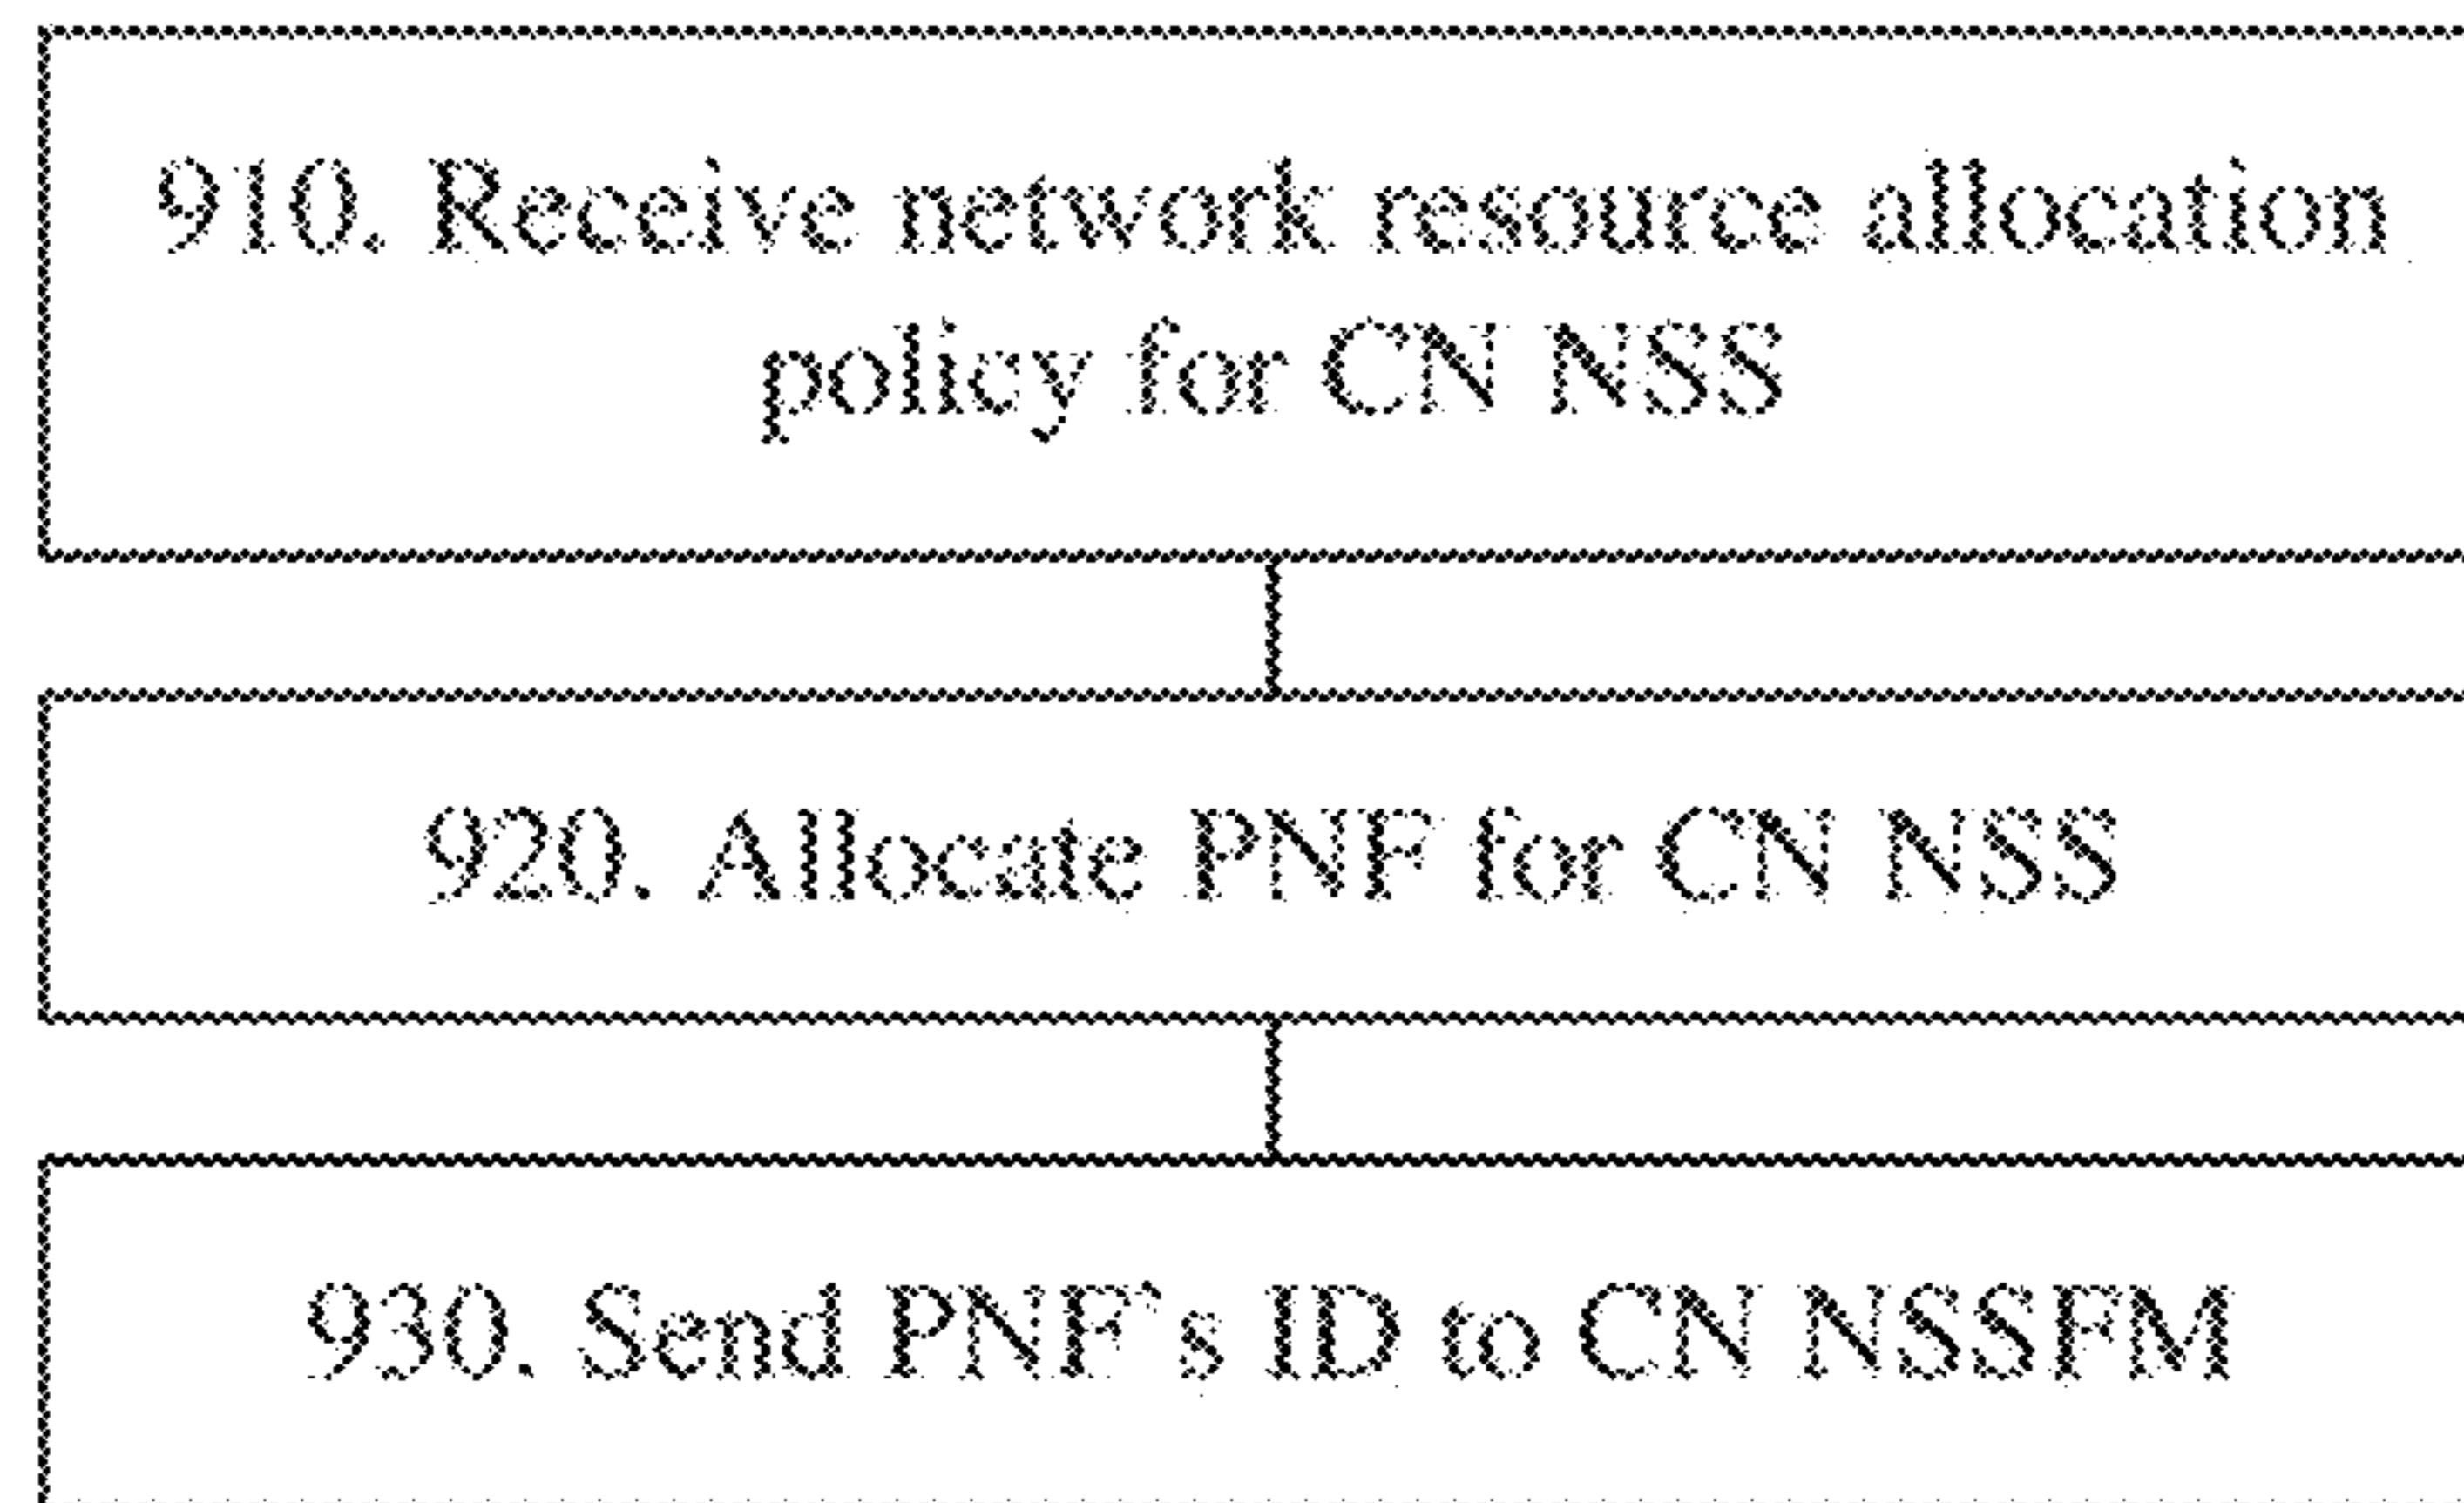 910. Receive network resource allocation
policy for CN NSS
920. Allocate PNF for CN NSS
930. Send PNF's ID to CN NSSFM